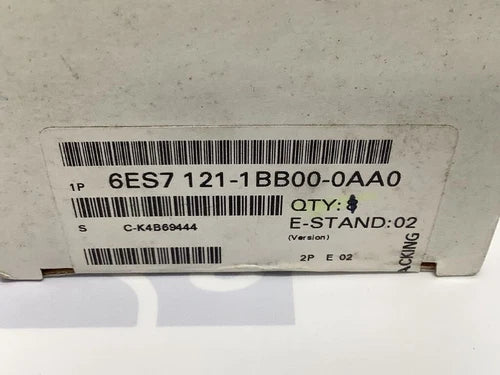 1P 6ES7 121-1BB00-0AA0
QTY:
S C-K4B69444
E-STAND:02
(Version)
2P E 02
ACKING